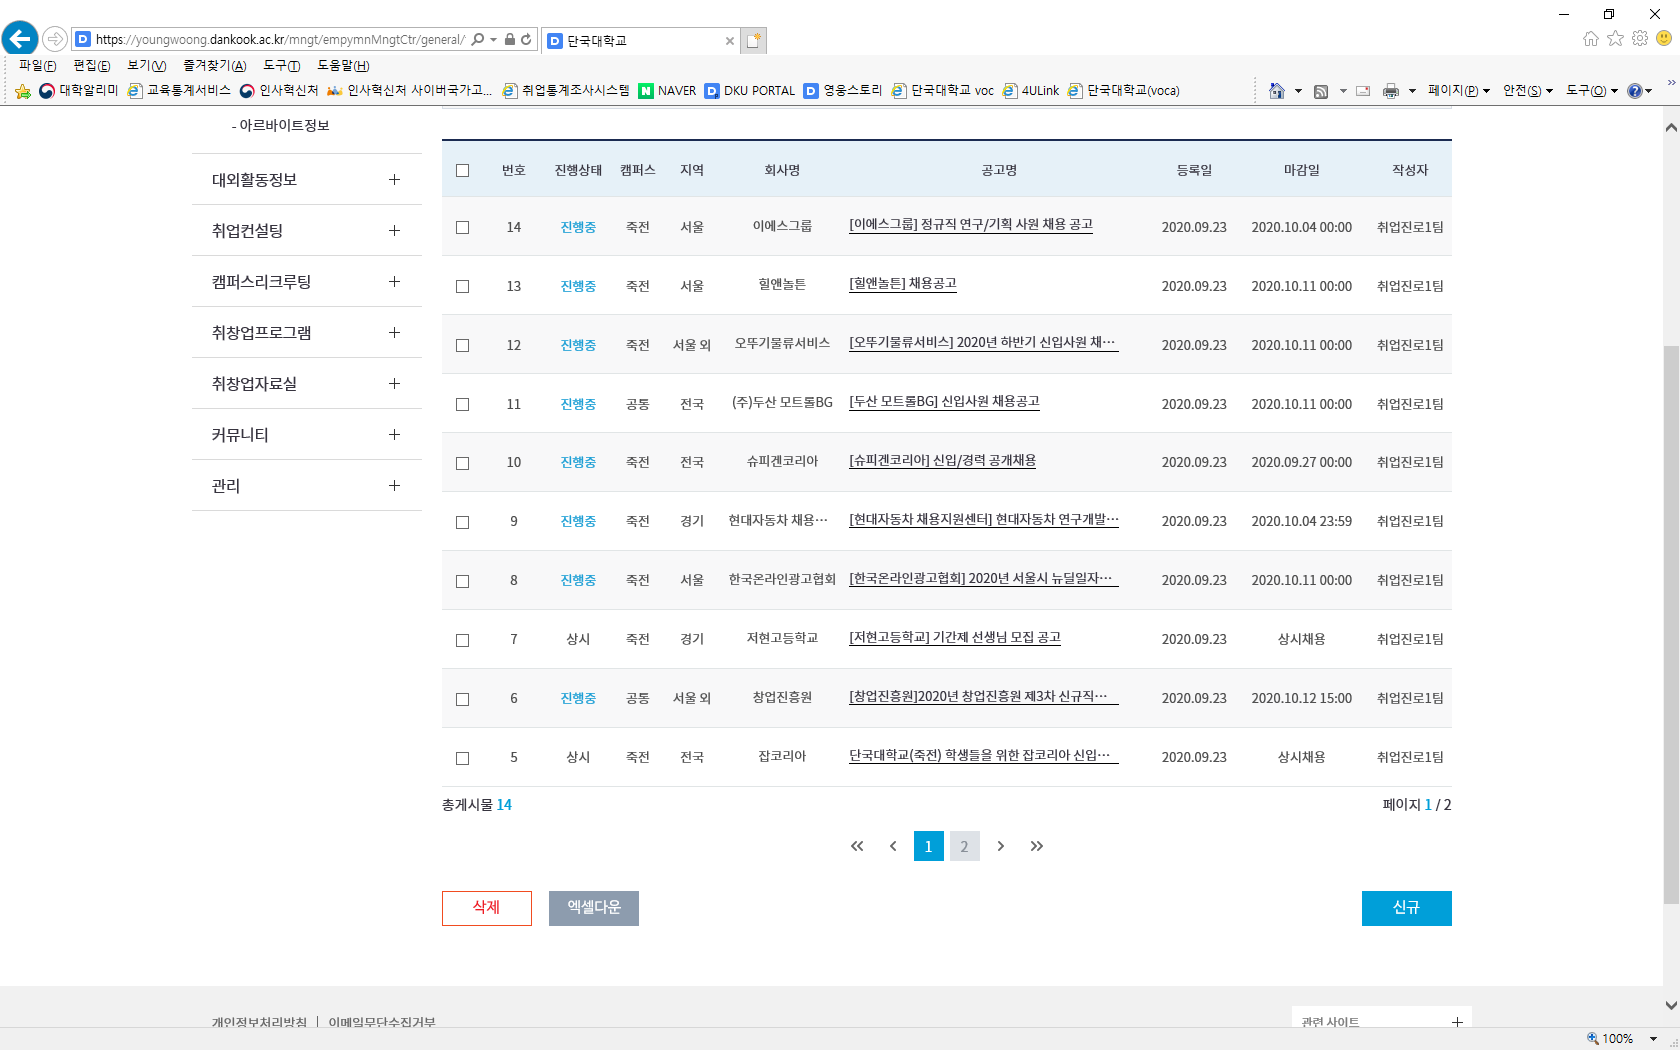 https://youngwoong.dankook.ac.kr/mngt/empymnMngtCtr/general/
단국대학교
파일(F) 편집(E) 보기(V) 즐겨찾기(A) 도구(T) 도움말(H)
대학알리미 교육통계서비스 인사혁신처 인사혁신처 사이버국가고... 취업통계조사시스템 NAVER DKU PORTAL 영웅스토리 단국대학교 voc 4ULink 단국대학교(voca) 페이지(P) 안전(S) 도구(O)
- 아르바이트정보
대외활동정보
취업컨설팅
캠퍼스리크루팅
취창업프로그램
취창업자료실
커뮤니티
관리
번호 진행상태 캠퍼스 지역 회사명 공고명 등록일 마감일 작성자
14 진행중 죽전 서울 이에스그룹 [이에스그룹] 정규직 연구/기획 사원 채용 공고 2020.09.23 2020.10.04 00:00 취업진로1팀
13 진행중 죽전 서울 힐앤놀튼 [힐앤놀튼] 채용공고 2020.09.23 2020.10.11 00:00 취업진로1팀
12 진행중 죽전 서울 외 오뚜기물류서비스 [오뚜기물류서비스] 2020년 하반기 신입사원 채… 2020.09.23 2020.10.11 00:00 취업진로1팀
11 진행중 공통 전국 (주)두산 모트롤BG [두산 모트롤BG] 신입사원 채용공고 2020.09.23 2020.10.11 00:00 취업진로1팀
10 진행중 죽전 전국 슈피겐코리아 [슈피겐코리아] 신입/경력 공개채용 2020.09.23 2020.09.27 00:00 취업진로1팀
9 진행중 죽전 경기 현대자동차 채용… [현대자동차 채용지원센터] 현대자동차 연구개발… 2020.09.23 2020.10.04 23:59 취업진로1팀
8 진행중 죽전 서울 한국온라인광고협회 [한국온라인광고협회] 2020년 서울시 뉴딜일자… 2020.09.23 2020.10.11 00:00 취업진로1팀
7 상시 죽전 경기 저현고등학교 [저현고등학교] 기간제 선생님 모집 공고 2020.09.23 상시채용 취업진로1팀
6 진행중 공통 서울 외 창업진흥원 [창업진흥원]2020년 창업진흥원 제3차 신규직… 2020.09.23 2020.10.12 15:00 취업진로1팀
5 상시 죽전 전국 잡코리아 단국대학교(죽전) 학생들을 위한 잡코리아 신입… 2020.09.23 상시채용 취업진로1팀
총게시물 14 페이지 1 / 2
1 2
삭제 엑셀다운 신규
개인정보처리방침 이메일무단수집거부 관련 사이트
100%